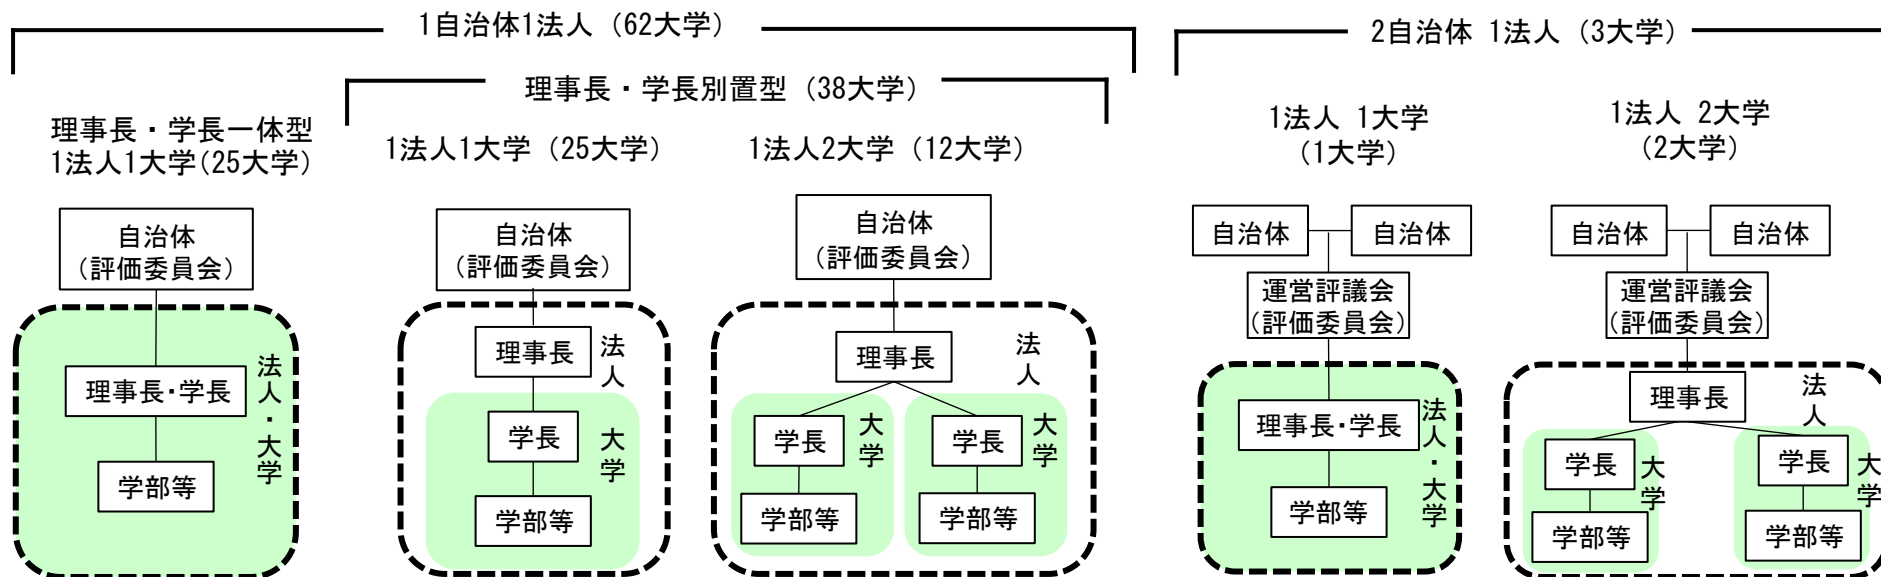 1自治体1法人（62大学）
2自治体 1法人（3大学）
理事長・学長別置型（38大学）
理事長・学長一体型
1法人1大学(25大学)
1法人1大学（25大学）
1法人2大学（12大学）
1法人 1大学
（1大学）
1法人 2大学
（2大学）
自治体
（評価委員会）
理事長・学長
学部等
法人・大学
自治体
（評価委員会）
理事長
法人
学長
大学
学部等
自治体
（評価委員会）
理事長
法人
学長
大学
学部等
学長
大学
学部等
自治体
自治体
運営評議会
（評価委員会）
理事長・学長
法人・大学
学部等
自治体
自治体
運営評議会
（評価委員会）
理事長
法人
学長
大学
学部等
学長
大学
学部等